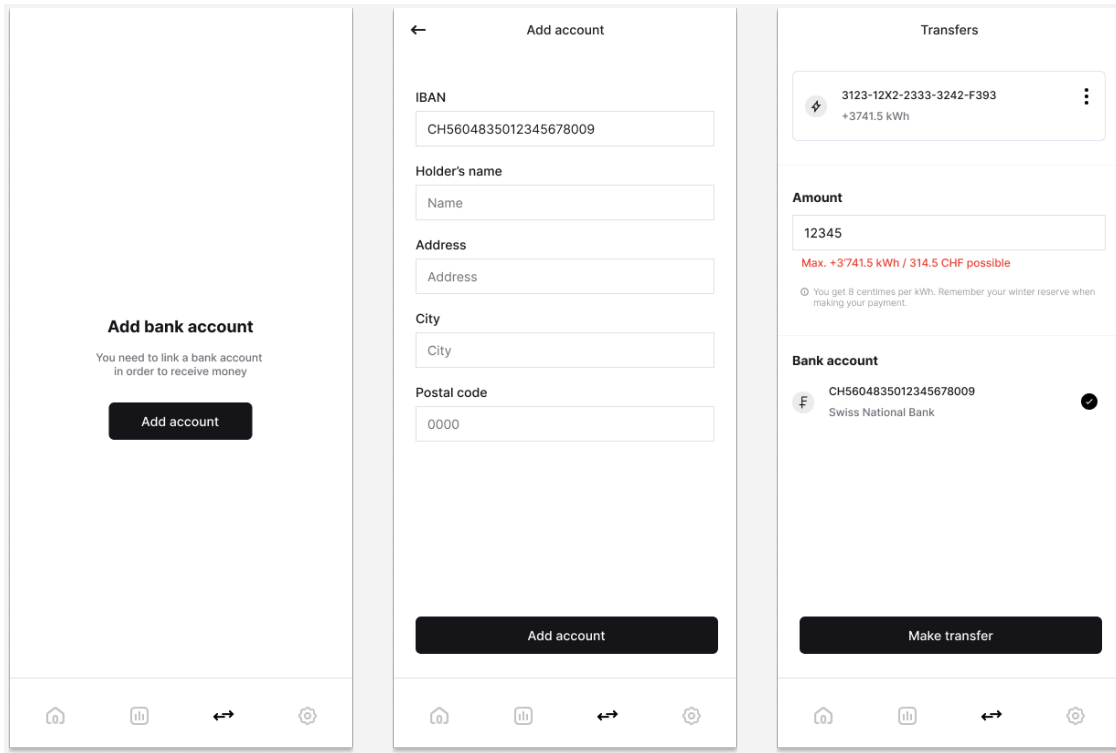 Add bank account
You need to link a bank account
in order to receive money
Add account
Add account
IBAN
CH5604835012345678009
Holder's name
Name
Address
Address
City
City
Postal code
0000
Add account
Transfers
3123-12X2-2333-3242-F393
+3741.5 kWh
Amount
12345
Max. +3'741.5 kWh / 314.5 CHF possible
You get 8 centimes per kWh. Remember your winter reserve when
making your payment.
Bank account
CH5604835012345678009
Swiss National Bank
Make transfer